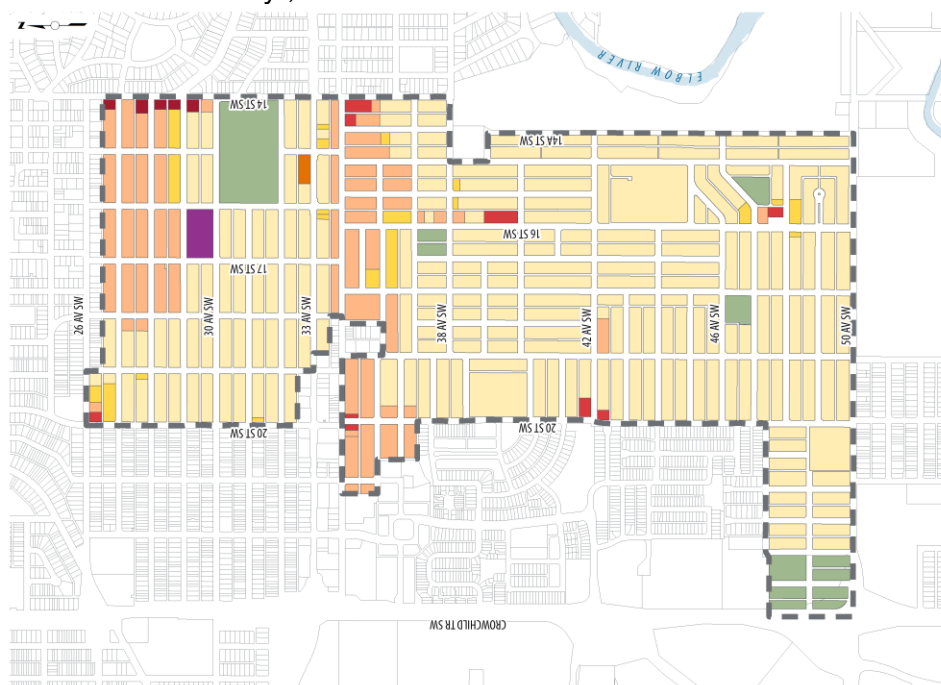 N
ELBOW RIVER
14 ST SW
14A ST SW
16 ST SW
17 ST SW
26 AV SW
30 AV SW
33 AV SW
38 AV SW
42 AV SW
46 AV SW
50 AV SW
20 ST SW
20 ST SW
CROWCHILD TR SW